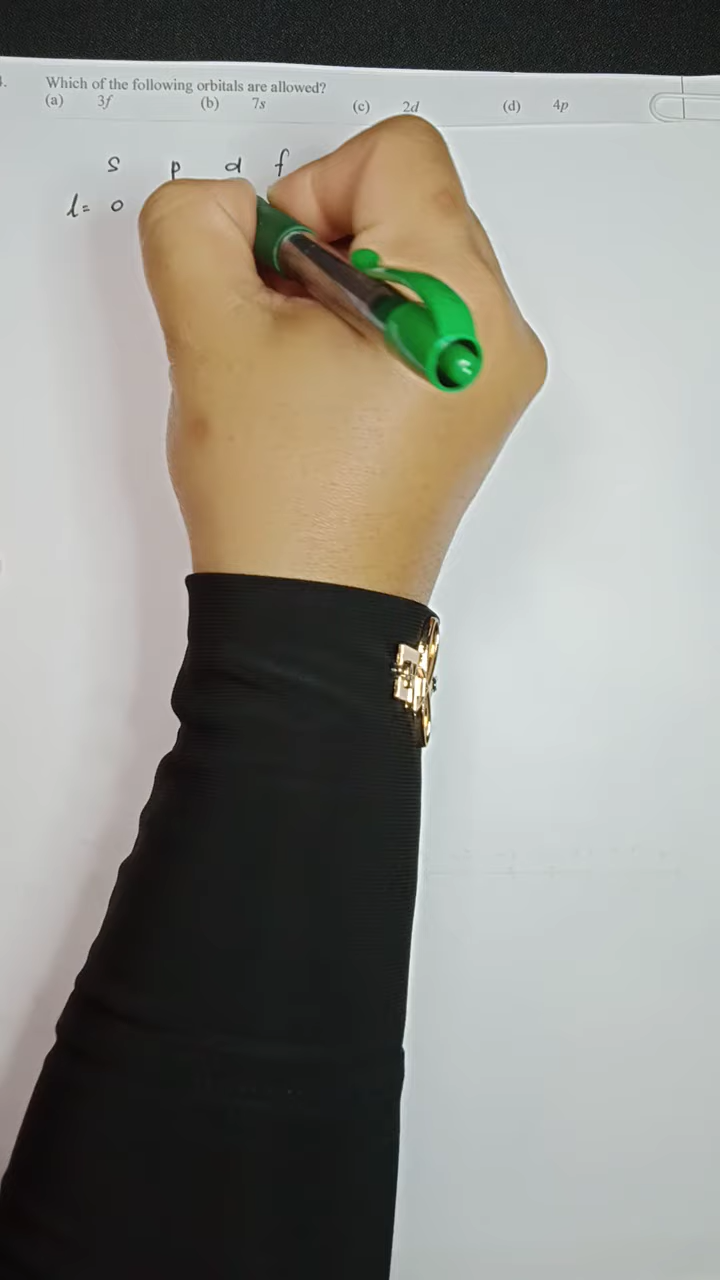 Which of the following orbitals are allowed?
(a) 3f (b) 7s (c) 2d (d) 4p
s p d f
l= 0